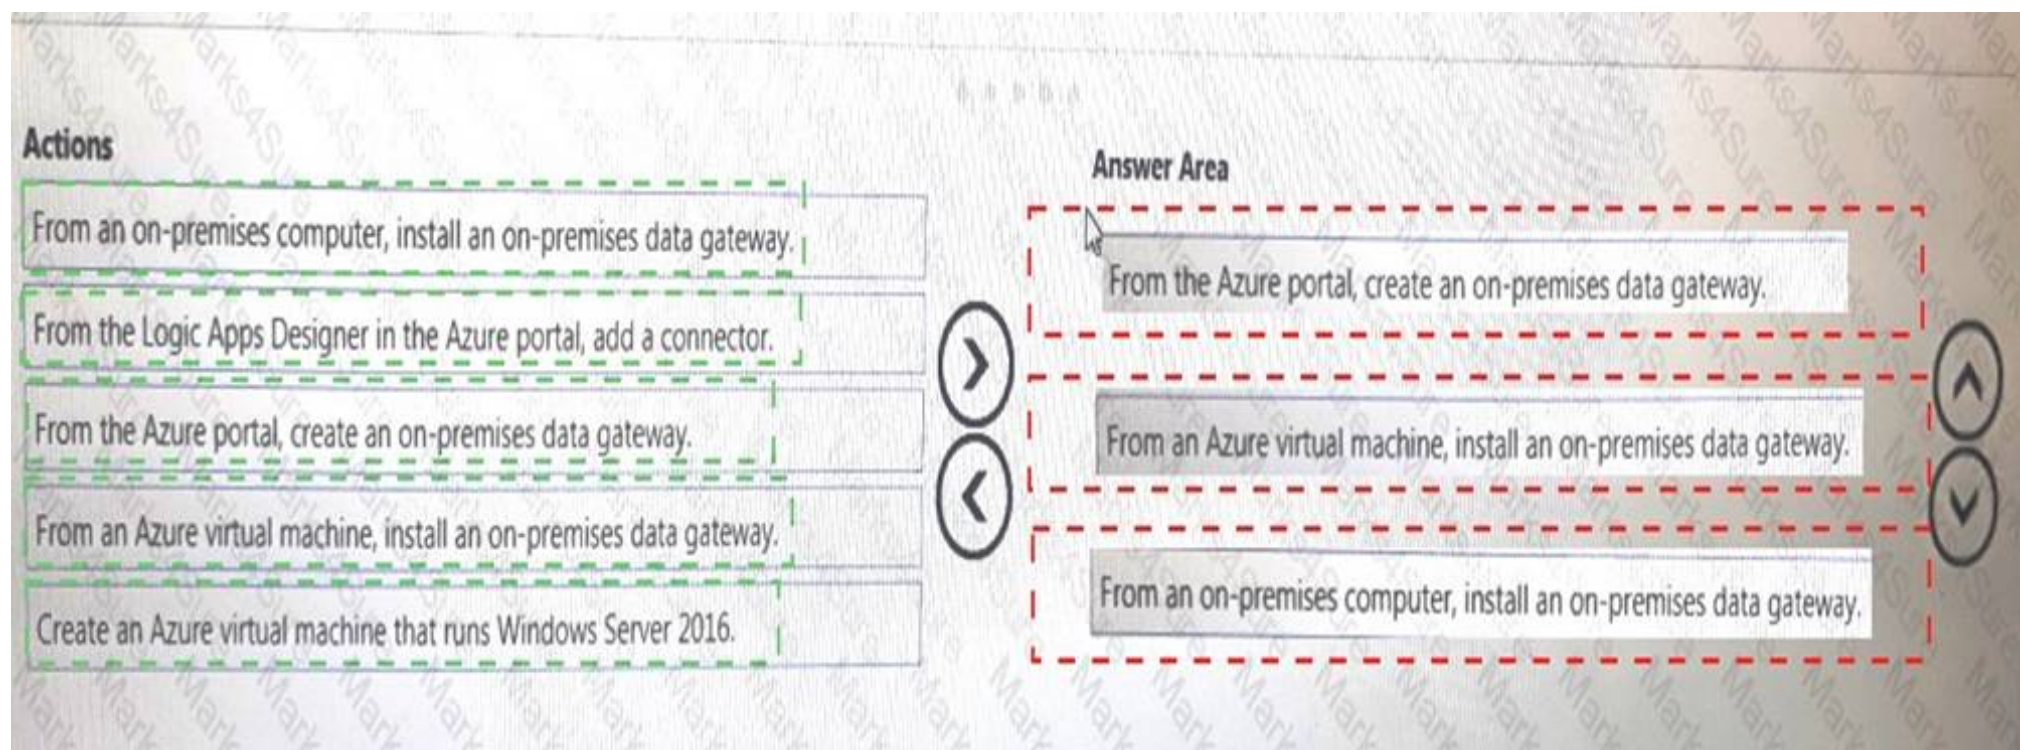 Actions
From an on-premises computer, install an on-premises data gateway.
From the Logic Apps Designer in the Azure portal, add a connector.
From the Azure portal, create an on-premises data gateway.
From an Azure virtual machine, install an on-premises data gateway.
Create an Azure virtual machine that runs Windows Server 2016.
Answer Area
From the Azure portal, create an on-premises data gateway.
From an Azure virtual machine, install an on-premises data gateway.
From an on-premises computer, install an on-premises data gateway.
Marks4Sure